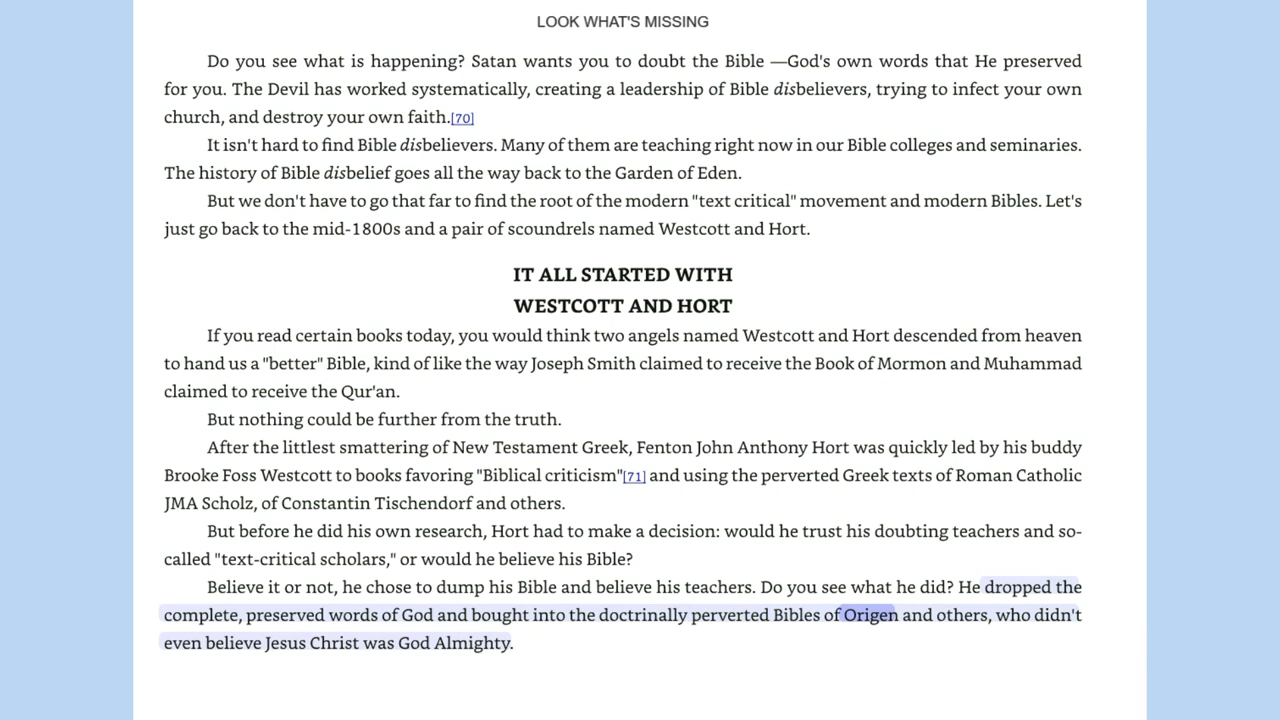 LOOK WHAT'S MISSING
Do you see what is happening? Satan wants you to doubt the Bible —God's own words that He preserved
for you. The Devil has worked systematically, creating a leadership of Bible disbelievers, trying to infect your own
church, and destroy your own faith.[70]
It isn't hard to find Bible disbelievers. Many of them are teaching right now in our Bible colleges and seminaries.
The history of Bible disbelief goes all the way back to the Garden of Eden.
But we don't have to go that far to find the root of the modern "text critical" movement and modern Bibles. Let's
just go back to the mid-1800s and a pair of scoundrels named Westcott and Hort.
IT ALL STARTED WITH
WESTCOTT AND HORT
If you read certain books today, you would think two angels named Westcott and Hort descended from heaven
to hand us a "better" Bible, kind of like the way Joseph Smith claimed to receive the Book of Mormon and Muhammad
claimed to receive the Qur'an.
But nothing could be further from the truth.
After the littlest smattering of New Testament Greek, Fenton John Anthony Hort was quickly led by his buddy
Brooke Foss Westcott to books favoring "Biblical criticism"[71] and using the perverted Greek texts of Roman Catholic
JMA Scholz, of Constantin Tischendorf and others.
But before he did his own research, Hort had to make a decision: would he trust his doubting teachers and so-
called "text-critical scholars," or would he believe his Bible?
Believe it or not, he chose to dump his Bible and believe his teachers. Do you see what he did? He dropped the
complete, preserved words of God and bought into the doctrinally perverted Bibles of Origen and others, who didn't
even believe Jesus Christ was God Almighty.